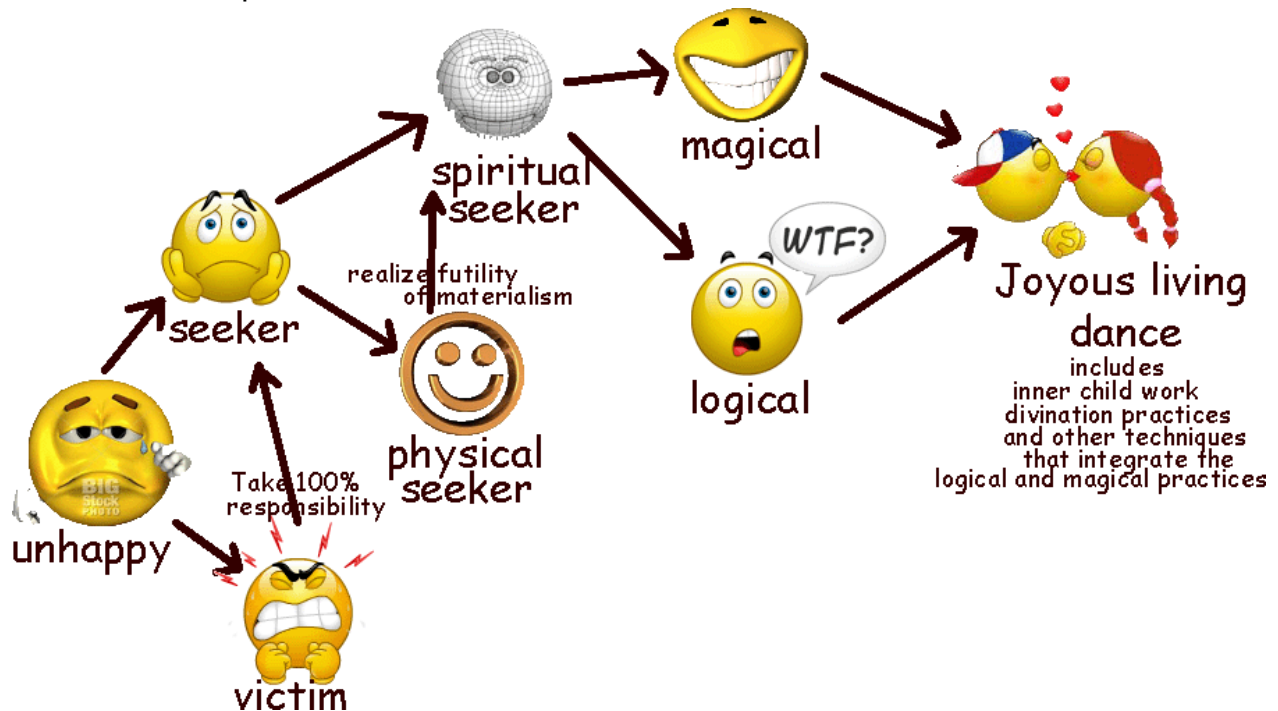 magical
spiritual
seeker
WTF?
realize futility
of materialism
Joyous living
dance
seeker
includes
inner child work
divination practices
and other techniques
that integrate the
logical and magical practices
logical
physical
seeker
Take 100%
responsibility
BIG
Stock
PHOTO
unhappy
victim
S